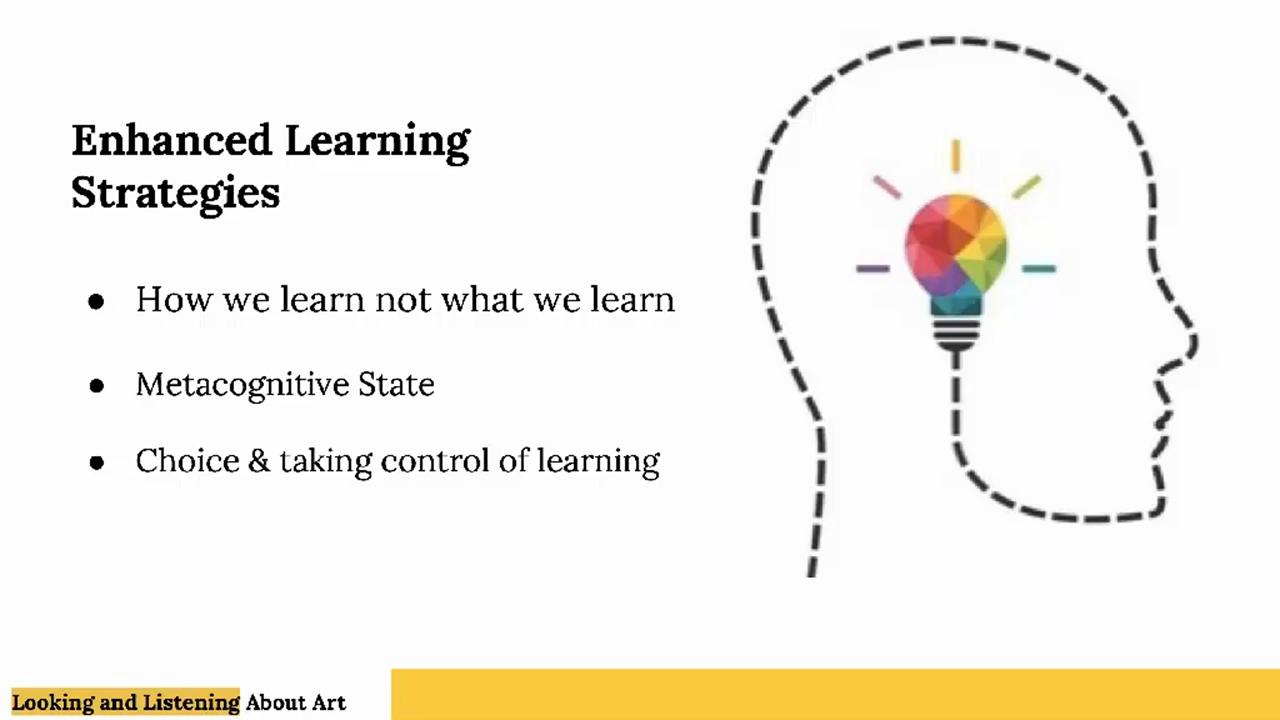 Enhanced Learning
Strategies
● How we learn not what we learn
● Metacognitive State
● Choice & taking control of learning
Looking and Listening About Art